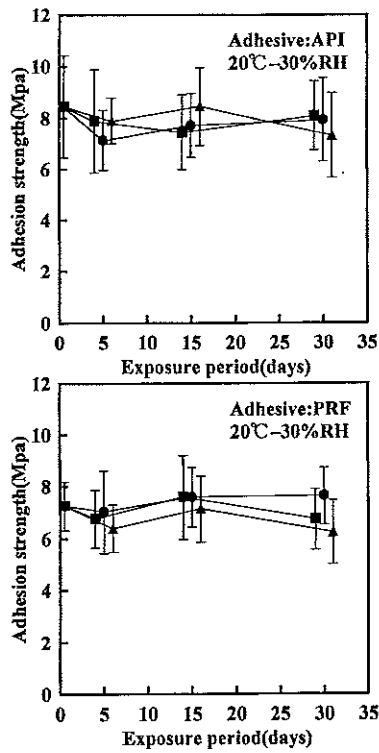 12
10
8
6
4
2
0
Adhesion strength(Mpa)
Adhesive:API
20℃-30%RH
0 5 10 15 20 25 30 35
Exposure period(days)
12
10
8
6
4
2
0
Adhesion strength(Mpa)
Adhesive:PRF
20℃-30%RH
0 5 10 15 20 25 30 35
Exposure period(days)